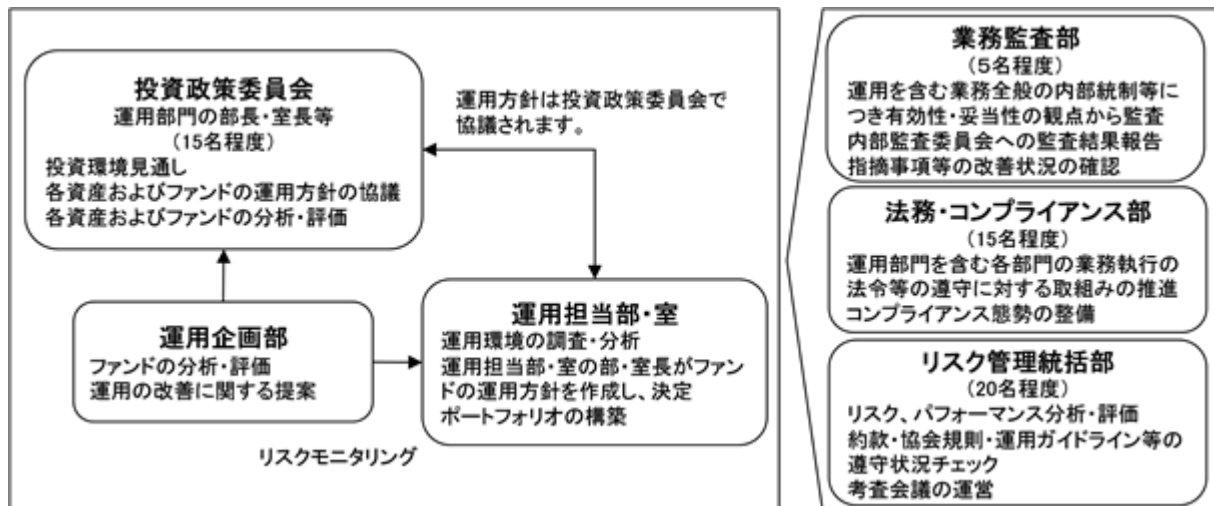 投資政策委員会
運用部門の部長・室長等
(15名程度)
投資環境見通し
各資産およびファンドの運用方針の協議
各資産およびファンドの分析・評価
運用方針は投資政策委員会で
協議されます。
運用企画部
ファンドの分析・評価
運用の改善に関する提案
運用担当部・室
運用環境の調査・分析
運用担当部・室の部・室長がファン
ドの運用方針を作成し、決定
ポートフォリオの構築
リスクモニタリング
業務監査部
(5名程度)
運用を含む業務全般の内部統制等に
つき有効性・妥当性の観点から監査
内部監査委員会への監査結果報告
指摘事項等の改善状況の確認
法務・コンプライアンス部
(15名程度)
運用部門を含む各部門の業務執行の
法令等の遵守に対する取組みの推進
コンプライアンス態勢の整備
リスク管理統括部
(20名程度)
リスク、パフォーマンス分析・評価
約款・協会規則・運用ガイドライン等の
遵守状況チェック
考査会議の運営